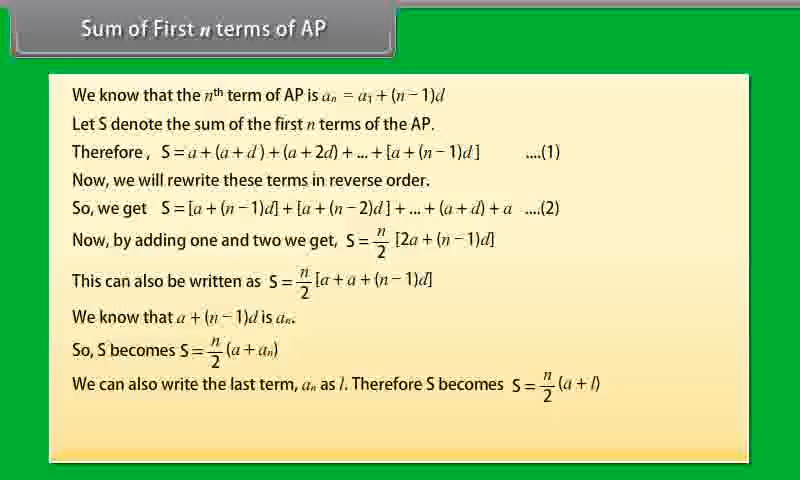 Sum of First n terms of AP
We know that the nth term of AP is aₙ = a₁ + (n − 1)d
Let S denote the sum of the first n terms of the AP.
Therefore, S = a + (a + d) + (a + 2d) + ... + [a + (n − 1)d] ....(1)
Now, we will rewrite these terms in reverse order.
So, we get S = [a + (n − 1)d] + [a + (n − 2)d] + ... + (a + d) + a ....(2)
Now, by adding one and two we get, S = n/2 [2a + (n − 1)d]
This can also be written as S = n/2 [a + a + (n − 1)d]
We know that a + (n − 1)d is aₙ.
So, S becomes S = n/2 (a + aₙ)
We can also write the last term, aₙ as l. Therefore S becomes S = n/2 (a + l)